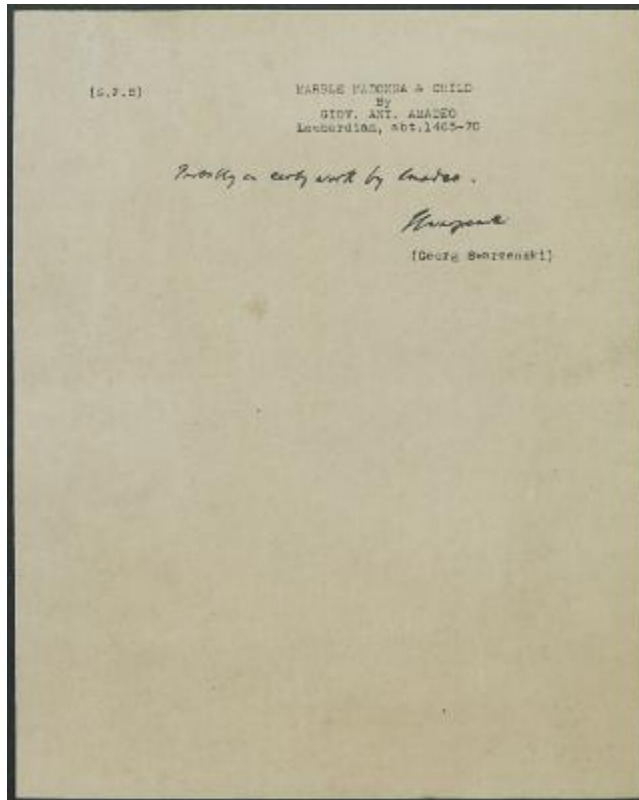 [S.F.B]
MARBLE MADONNA & CHILD
By
GIOV. ANT. AMADEO
Lombardian, abt.1465-70
Probably an early work by Amadeo.
Swarzenski
[Georg Swarzenski]